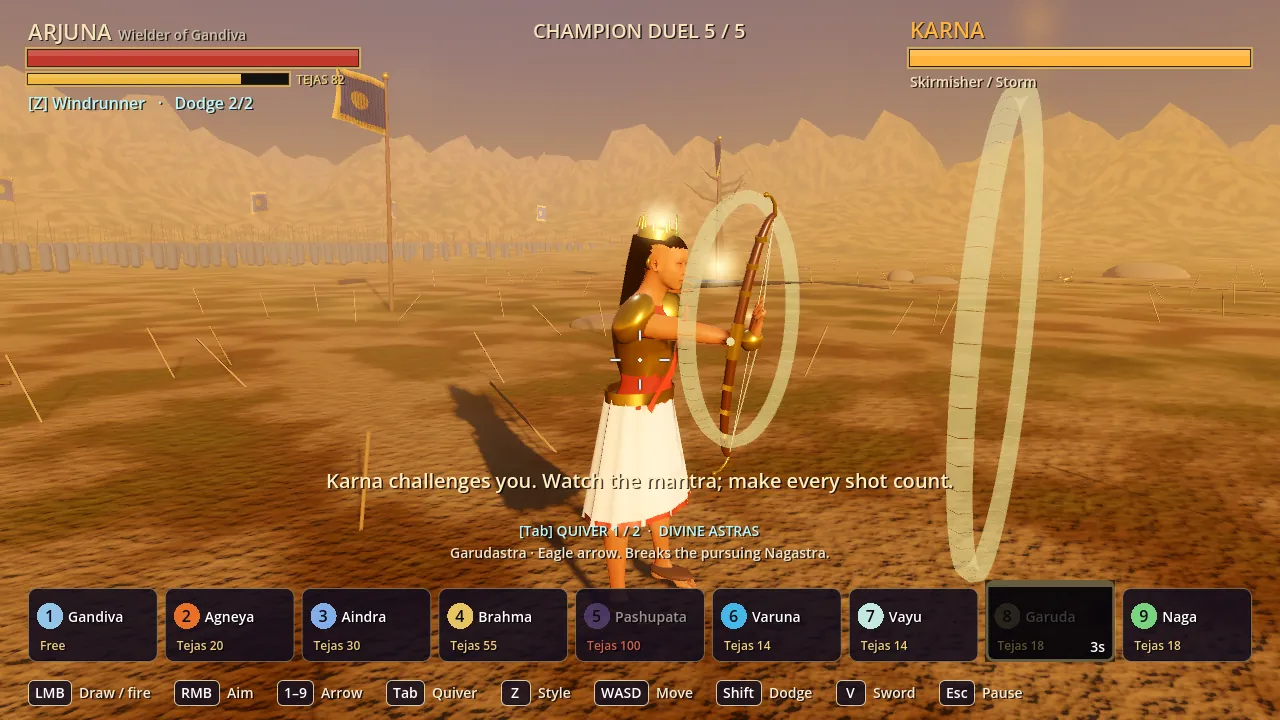 ARJUNA Wielder of Gandiva
CHAMPION DUEL 5 / 5
KARNA
TEJAS 82
Skirmisher / Storm
[Z] Windrunner · Dodge 2/2
Karna challenges you. Watch the mantra; make every shot count.
[Tab] QUIVER 1 / 2 · DIVINE ASTRAS
Garudastra · Eagle arrow. Breaks the pursuing Nagastra.
1 Gandiva
Free
2 Agneya
Tejas 20
3 Aindra
Tejas 30
4 Brahma
Tejas 55
5 Pashupata
Tejas 100
6 Varuna
Tejas 14
7 Vayu
Tejas 14
8 Garuda
Tejas 18 3s
9 Naga
Tejas 18
LMB Draw / fire RMB Aim 1–9 Arrow Tab Quiver Z Style WASD Move Shift Dodge V Sword Esc Pause